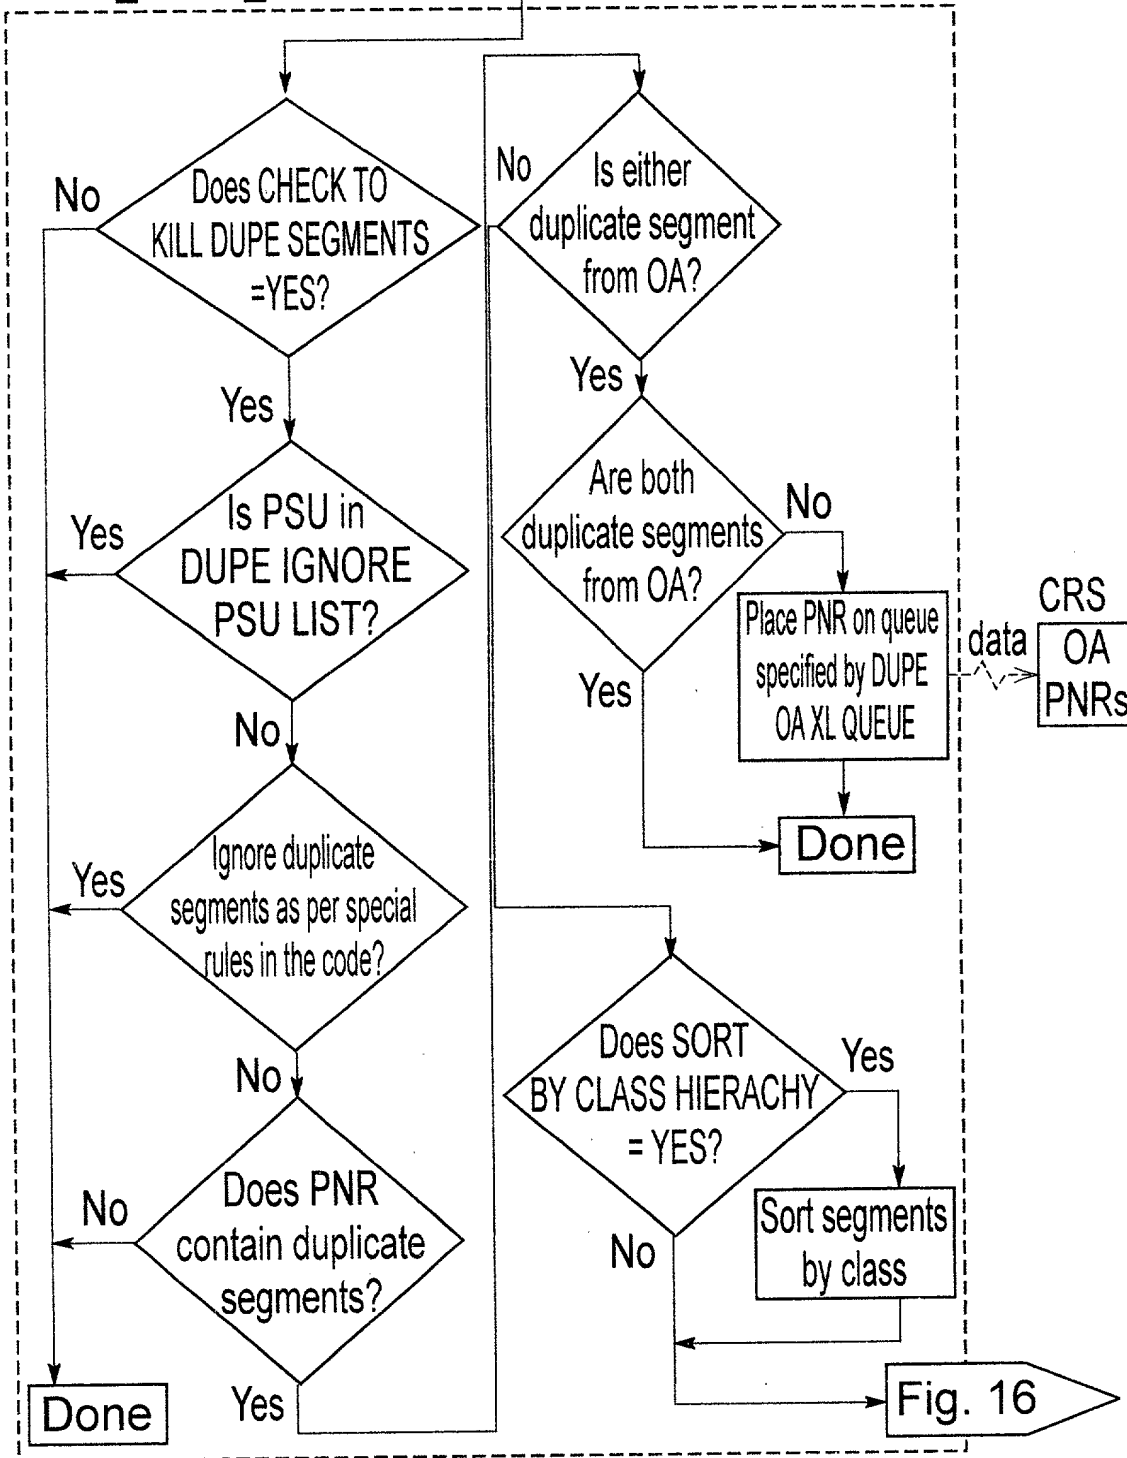 No
Does CHECK TO
KILL DUPE SEGMENTS
=YES?
Yes
Yes
Is PSU in
DUPE IGNORE
PSU LIST?
No
Yes
Ignore duplicate
segments as per special
rules in the code?
No
No
Does PNR
contain duplicate
segments?
Yes
Done
No
Is either
duplicate segment
from OA?
Yes
Are both
duplicate segments
from OA?
No
Yes
Place PNR on queue
specified by DUPE
OA XL QUEUE
data
CRS
OA
PNRs
Done
Does SORT
BY CLASS HIERACHY
= YES?
Yes
No
Sort segments
by class
Fig. 16